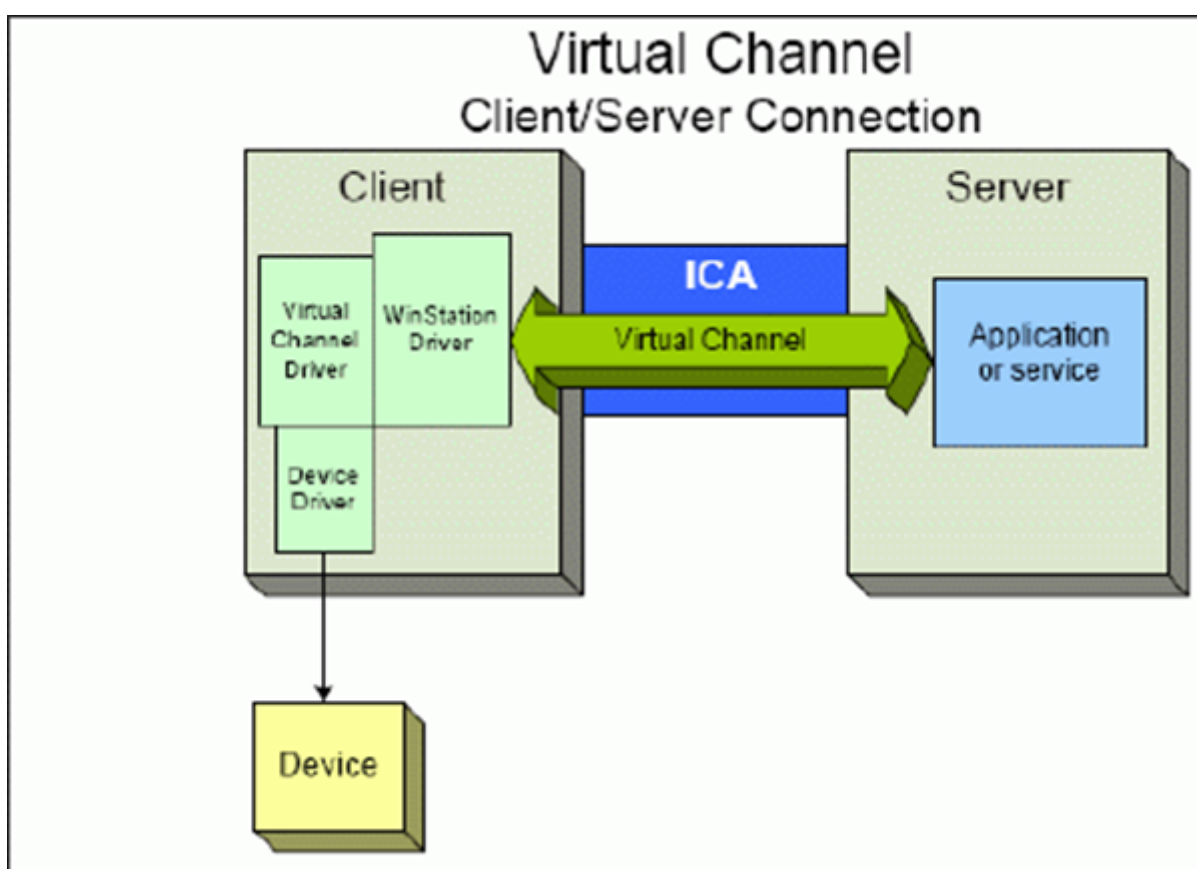 Virtual Channel
Client/Server Connection
Client
Server
ICA
Virtual
Channel
Driver
WinStation
Driver
Virtual Channel
Application
or service
Device
Driver
Device